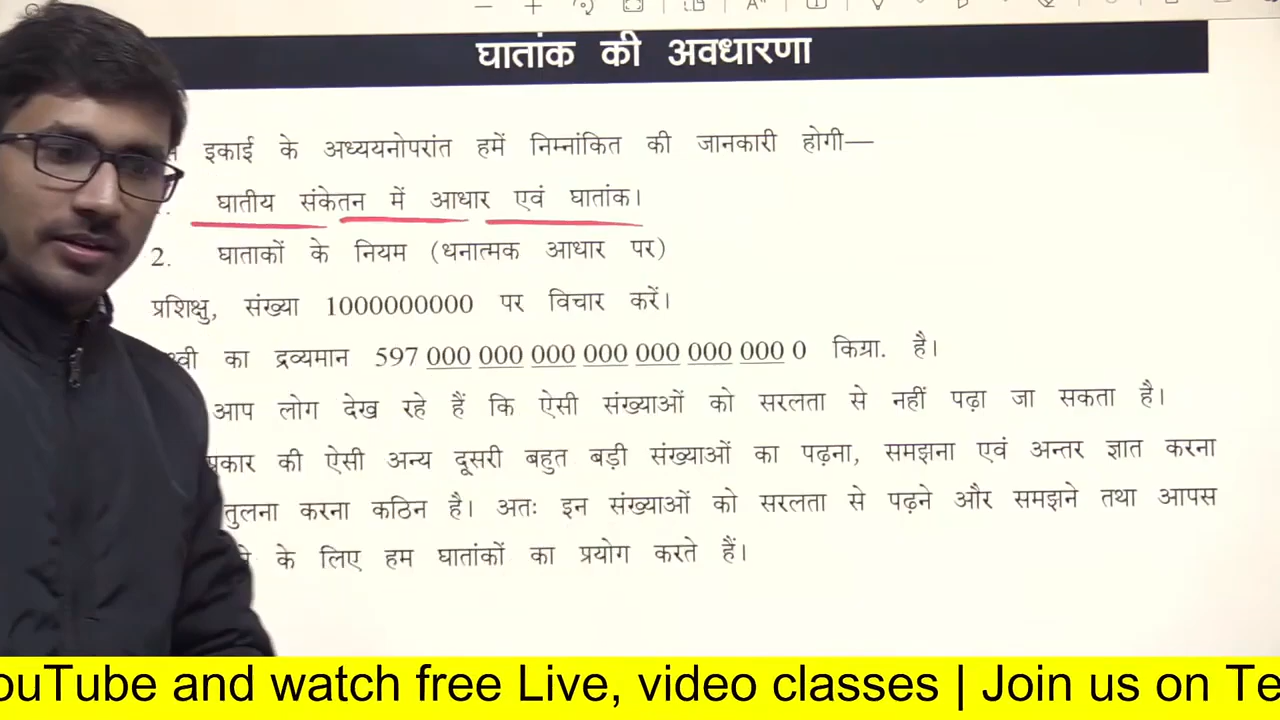 घातांक की अवधारणा
इकाई के अध्ययनोपरांत हमें निम्नांकित की जानकारी होगी—
घातीय संकेतन में आधार एवं घातांक।
2. घाताकों के नियम (धनात्मक आधार पर)
प्रशिक्षु, संख्या 1000000000 पर विचार करें।
का द्रव्यमान 597 000 000 000 000 000 000 000 0 किग्रा. है।
आप लोग देख रहे हैं कि ऐसी संख्याओं को सरलता से नहीं पढ़ा जा सकता है।
प्रकार की ऐसी अन्य दूसरी बहुत बड़ी संख्याओं का पढ़ना, समझना एवं अन्तर ज्ञात करना
तुलना करना कठिन है। अतः इन संख्याओं को सरलता से पढ़ने और समझने तथा आपस
के लिए हम घातांकों का प्रयोग करते हैं।
ouTube and watch free Live, video classes | Join us on Te